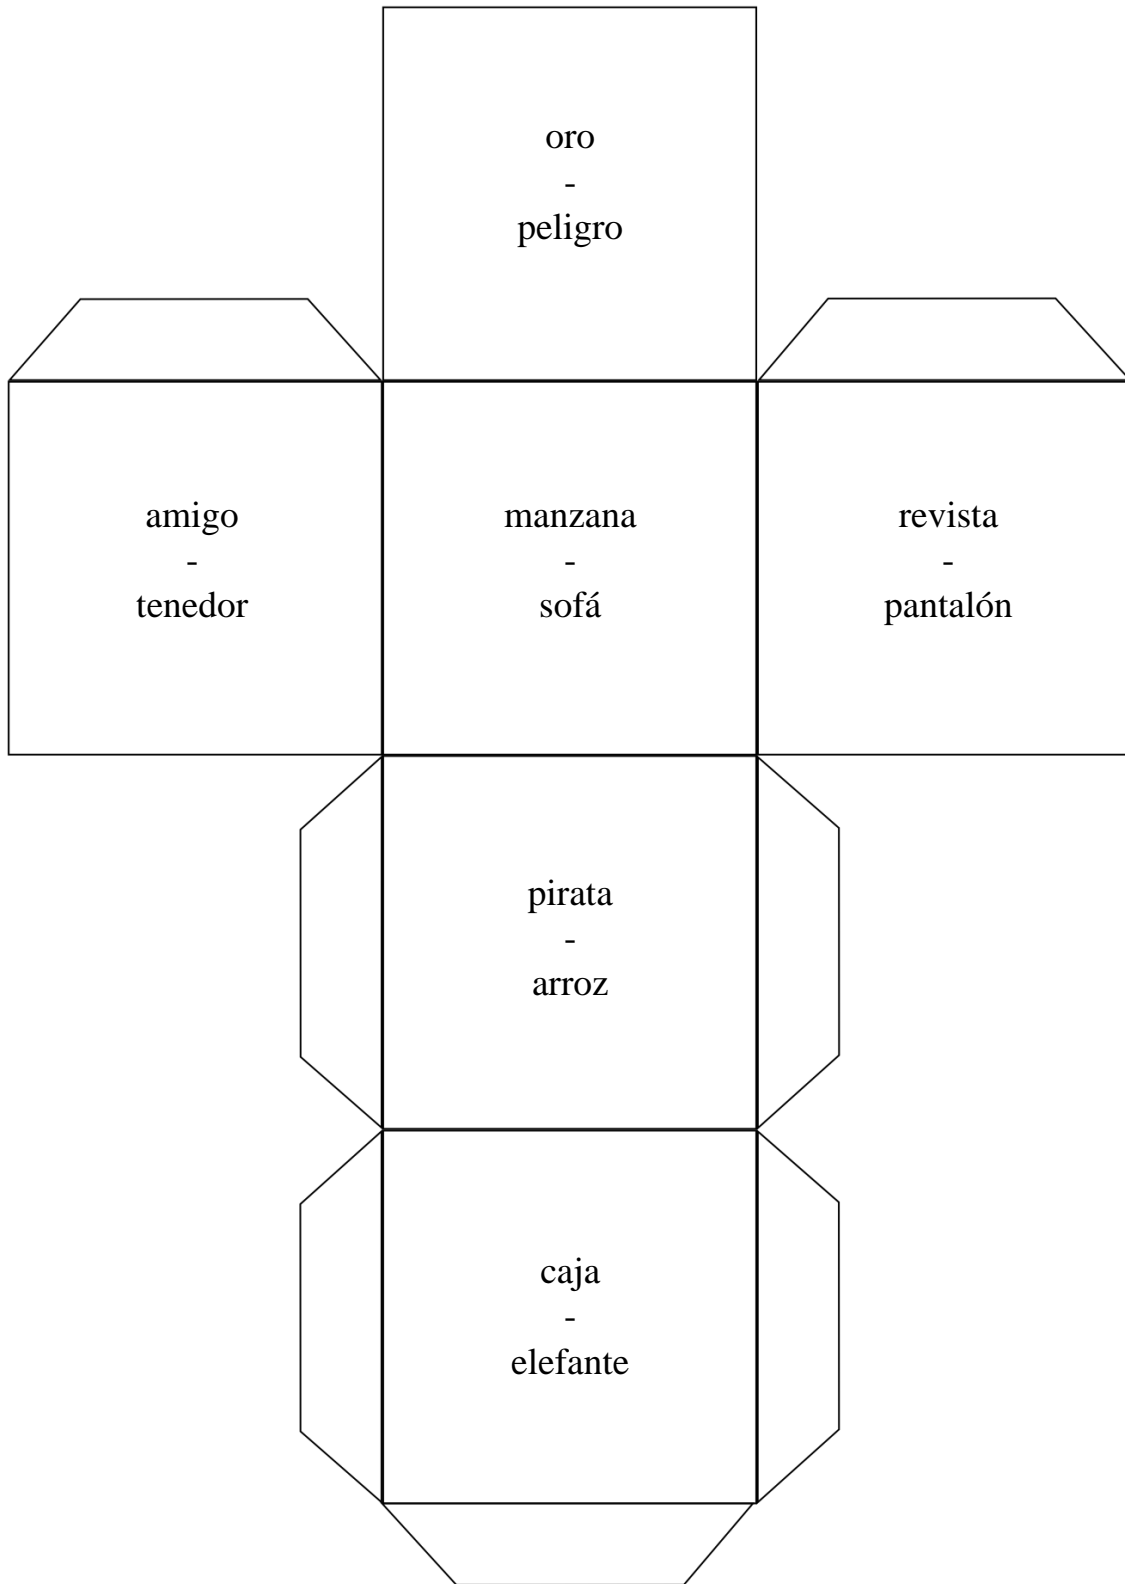 oro
-
peligro
amigo
-
tenedor
manzana
-
sofá
revista
-
pantalón
pirata
-
arroz
caja
-
elefante